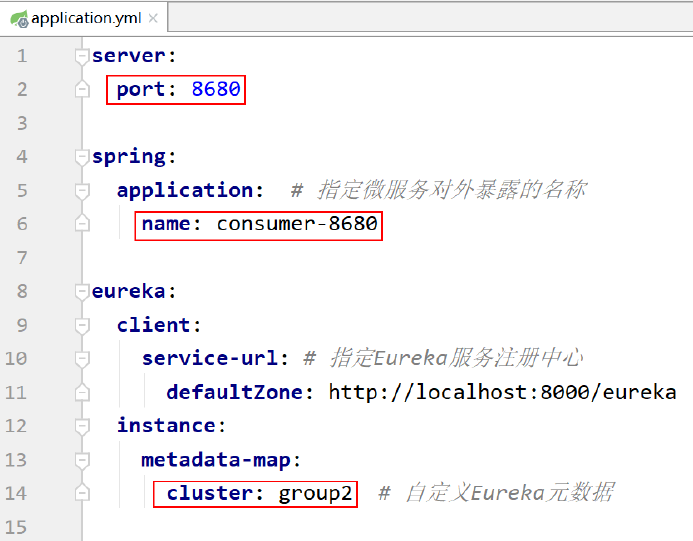 application.yml
1 server:
2 port: 8680
3
4 spring:
5 application: # 指定微服务对外暴露的名称
6 name: consumer-8680
7
8 eureka:
9 client:
10 service-url: # 指定Eureka服务注册中心
11 defaultZone: http://localhost:8000/eureka
12 instance:
13 metadata-map:
14 cluster: group2 # 自定义Eureka元数据
15